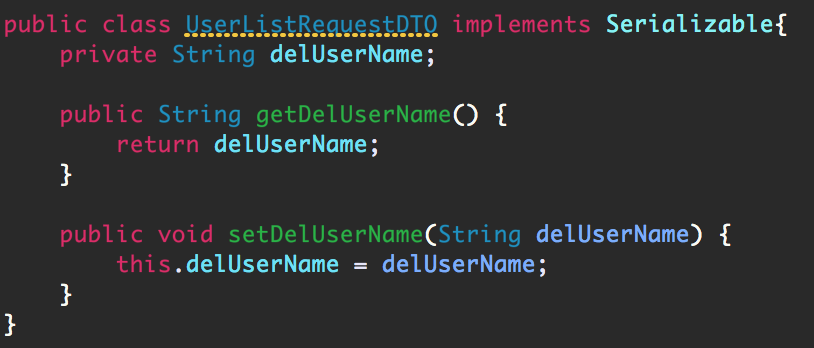 public class UserListRequestDTO implements Serializable{
    private String delUserName;

    public String getDelUserName() {
        return delUserName;
    }

    public void setDelUserName(String delUserName) {
        this.delUserName = delUserName;
    }
}